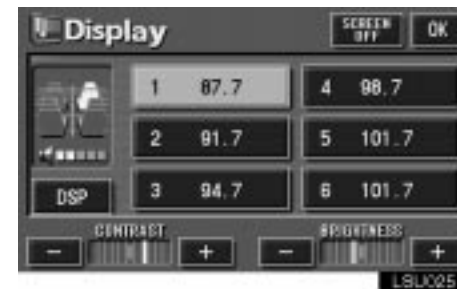 Display
SCREEN OFF
OK
1 87.7
4 98.7
2 91.7
5 101.7
DSP
3 94.7
6 101.7
CONTRAST
BRIGHTNESS
- + - +
LSU025